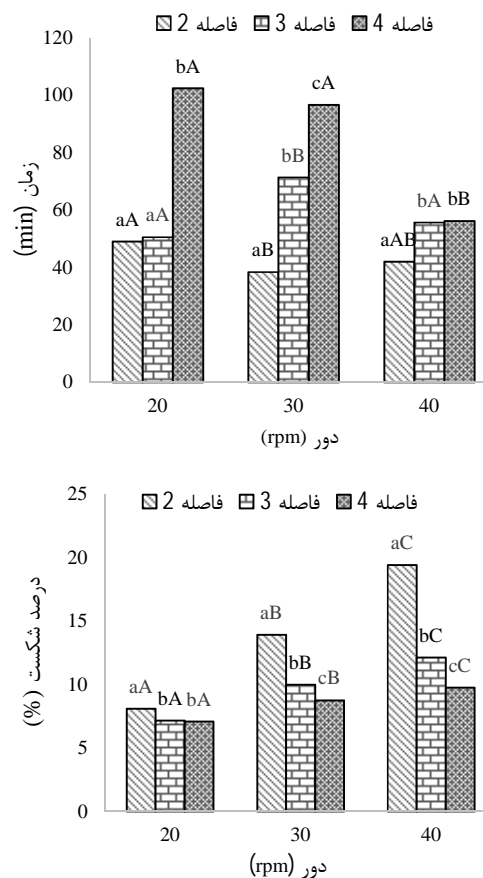 فاصله 2 فاصله 3 فاصله 4
زمان (min)
120
100
80
60
40
20
0
aA aA bA
aB bB cA
aAB bA bB
20 30 40
دور (rpm)
فاصله 2 فاصله 3 فاصله 4
درصد شکست (%)
25
20
15
10
5
0
aA bA bA
aB bB cB
aC bC cC
20 30 40
دور (rpm)